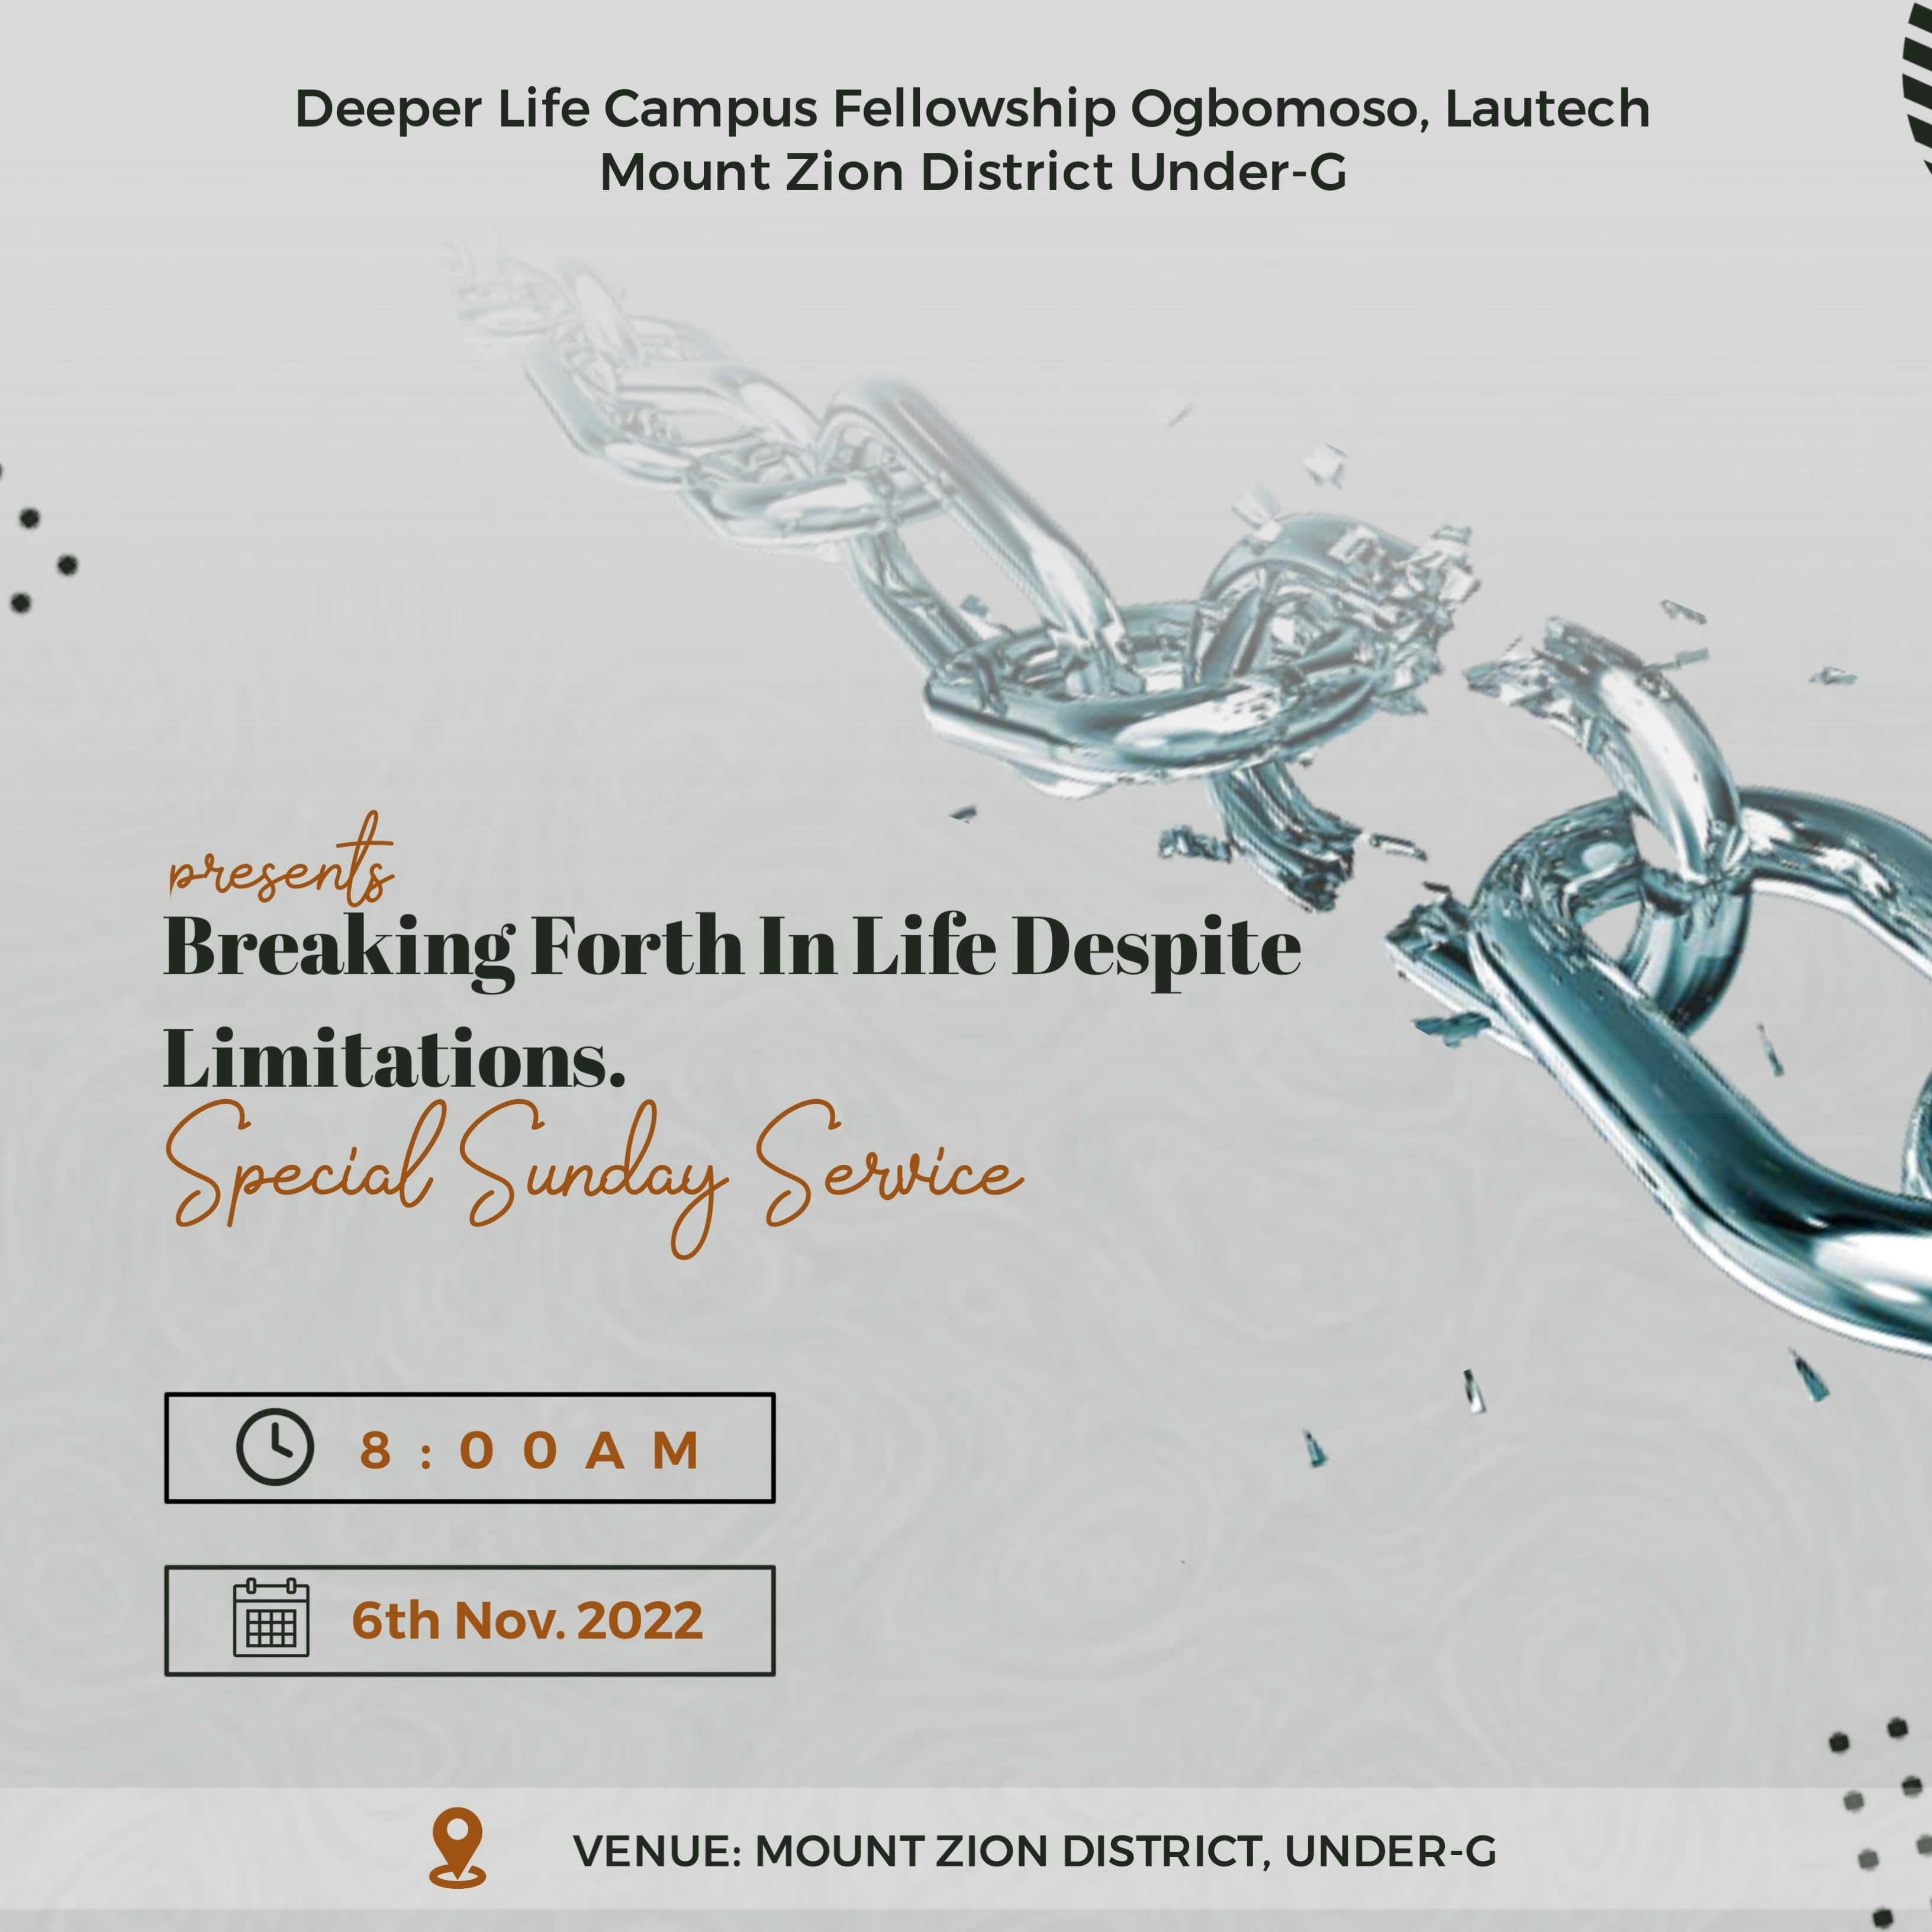 Deeper Life Campus Fellowship Ogbomoso, Lautech
Mount Zion District Under-G
presents
Breaking Forth In Life Despite
Limitations.
Special Sunday Service
8:00AM
6th Nov. 2022
VENUE: MOUNT ZION DISTRICT, UNDER-G